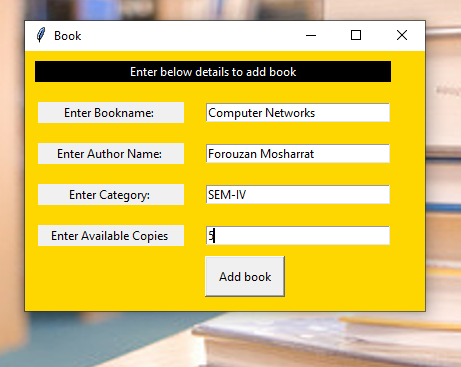 Book
Enter below details to add book
Enter Bookname: Computer Networks
Enter Author Name: Forouzan Mosharrat
Enter Category: SEM-IV
Enter Available Copies 5
Add book